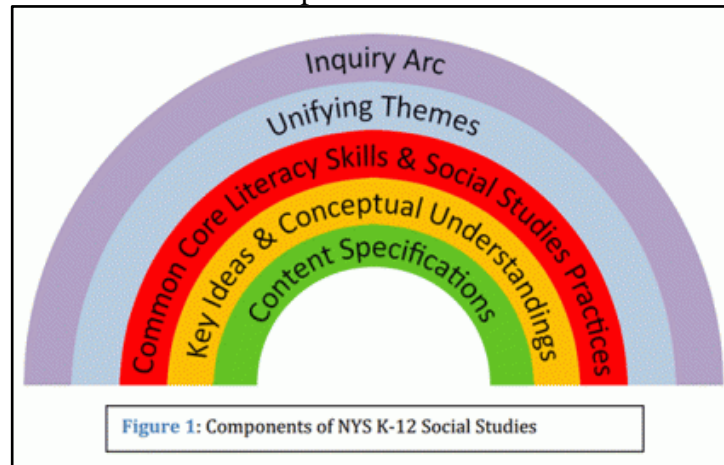 Inquiry Arc
Unifying Themes
Common Core Literacy Skills & Social Studies Practices
Key Ideas & Conceptual Understandings
Content Specifications
Figure 1: Components of NYS K-12 Social Studies